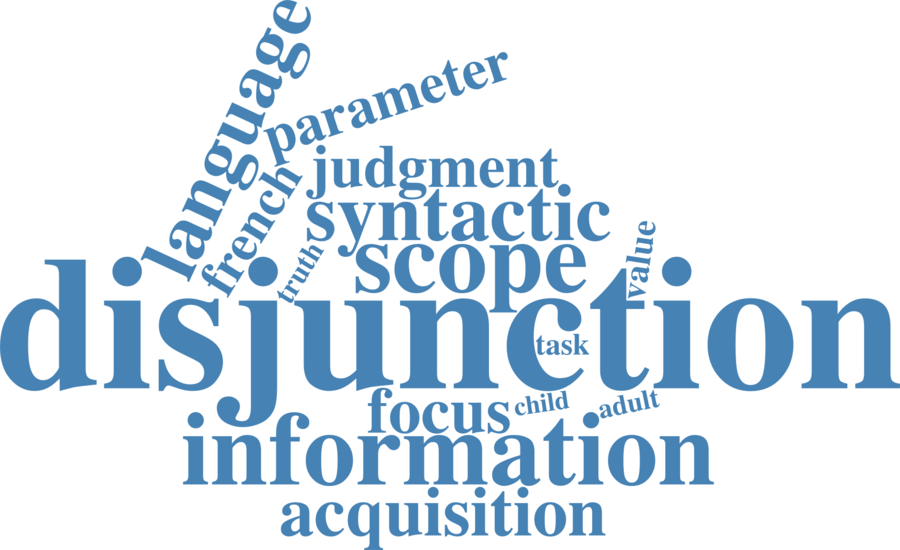 language
parameter
judgment
french
syntactic
scope
truth
value
disjunction
task
focus
child
adult
information
acquisition